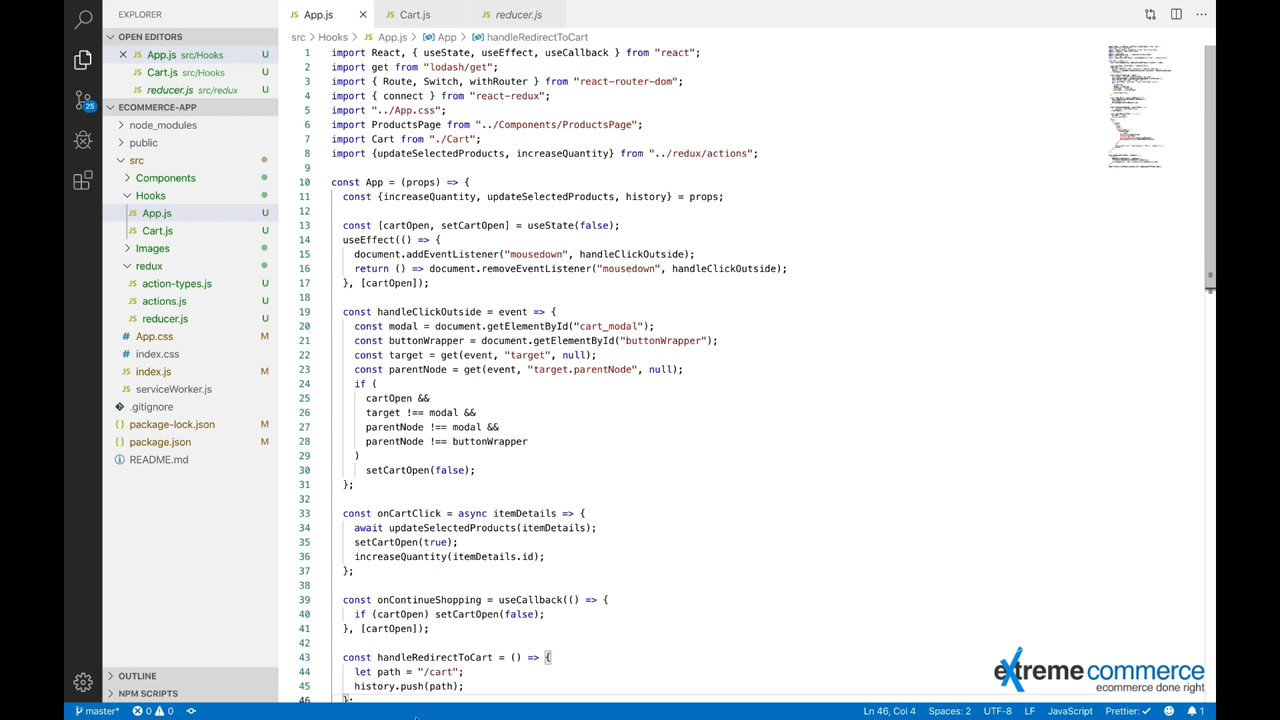 EXPLORER
OPEN EDITORS
App.js src/Hooks U
Cart.js src/Hooks U
reducer.js src/redux U
25
ECOMMERCE-APP
node_modules
public
src
Components
Hooks
App.js U
Cart.js U
Images
redux
action-types.js U
actions.js U
reducer.js U
App.css M
index.css
index.js M
serviceWorker.js
.gitignore
package-lock.json M
package.json M
README.md
OUTLINE
NPM SCRIPTS
App.js
Cart.js
reducer.js
src > Hooks > App.js > App > handleRedirectToCart
1 import React, { useState, useEffect, useCallback } from "react";
2 import get from "lodash/get";
3 import { Route, Switch, withRouter } from "react-router-dom";
4 import { connect } from "react-redux";
5 import "../App.css";
6 import ProductsPage from "../Components/ProductsPage";
7 import Cart from "./Cart";
8 import {updateSelectedProducts, increaseQuantity} from "../redux/actions";
9
10 const App = (props) => {
11 const {increaseQuantity, updateSelectedProducts, history} = props;
12
13 const [cartOpen, setCartOpen] = useState(false);
14 useEffect(() => {
15 document.addEventListener("mousedown", handleClickOutside);
16 return () => document.removeEventListener("mousedown", handleClickOutside);
17 }, [cartOpen]);
18
19 const handleClickOutside = event => {
20 const modal = document.getElementById("cart_modal");
21 const buttonWrapper = document.getElementById("buttonWrapper");
22 const target = get(event, "target", null);
23 const parentNode = get(event, "target.parentNode", null);
24 if (
25 cartOpen &&
26 target !== modal &&
27 parentNode !== modal &&
28 parentNode !== buttonWrapper
29 )
30 setCartOpen(false);
31 };
32
33 const onCartClick = async itemDetails => {
34 await updateSelectedProducts(itemDetails);
35 setCartOpen(true);
36 increaseQuantity(itemDetails.id);
37 };
38
39 const onContinueShopping = useCallback(() => {
40 if (cartOpen) setCartOpen(false);
41 }, [cartOpen]);
42
43 const handleRedirectToCart = () => {
44 let path = "/cart";
45 history.push(path);
46 };
extreme commerce
ecommerce done right
master* 0 0 Ln 46, Col 4 Spaces: 2 UTF-8 LF JavaScript Prettier: ✓ 1